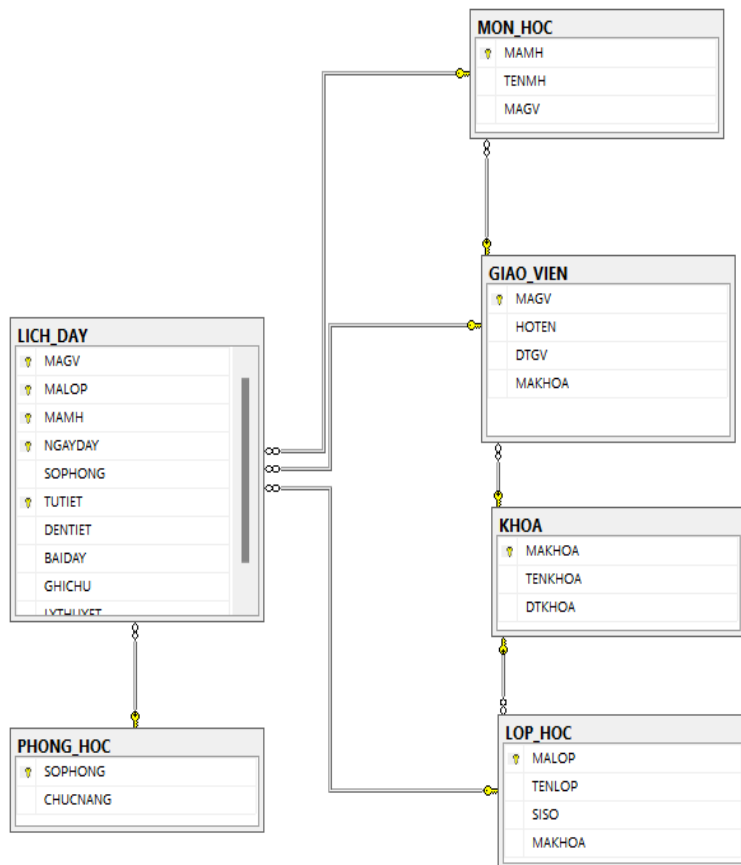 MON_HOC
MAMH
TENMH
MAGV
GIAO_VIEN
MAGV
HOTEN
DTGV
MAKHOA
LICH_DAY
MAGV
MALOP
MAMH
NGAYDAY
SOPHONG
TUTIET
DENTIET
BAIDAY
GHICHU
LYTHUYET
KHOA
MAKHOA
TENKHOA
DTKHOA
PHONG_HOC
SOPHONG
CHUCNANG
LOP_HOC
MALOP
TENLOP
SISO
MAKHOA